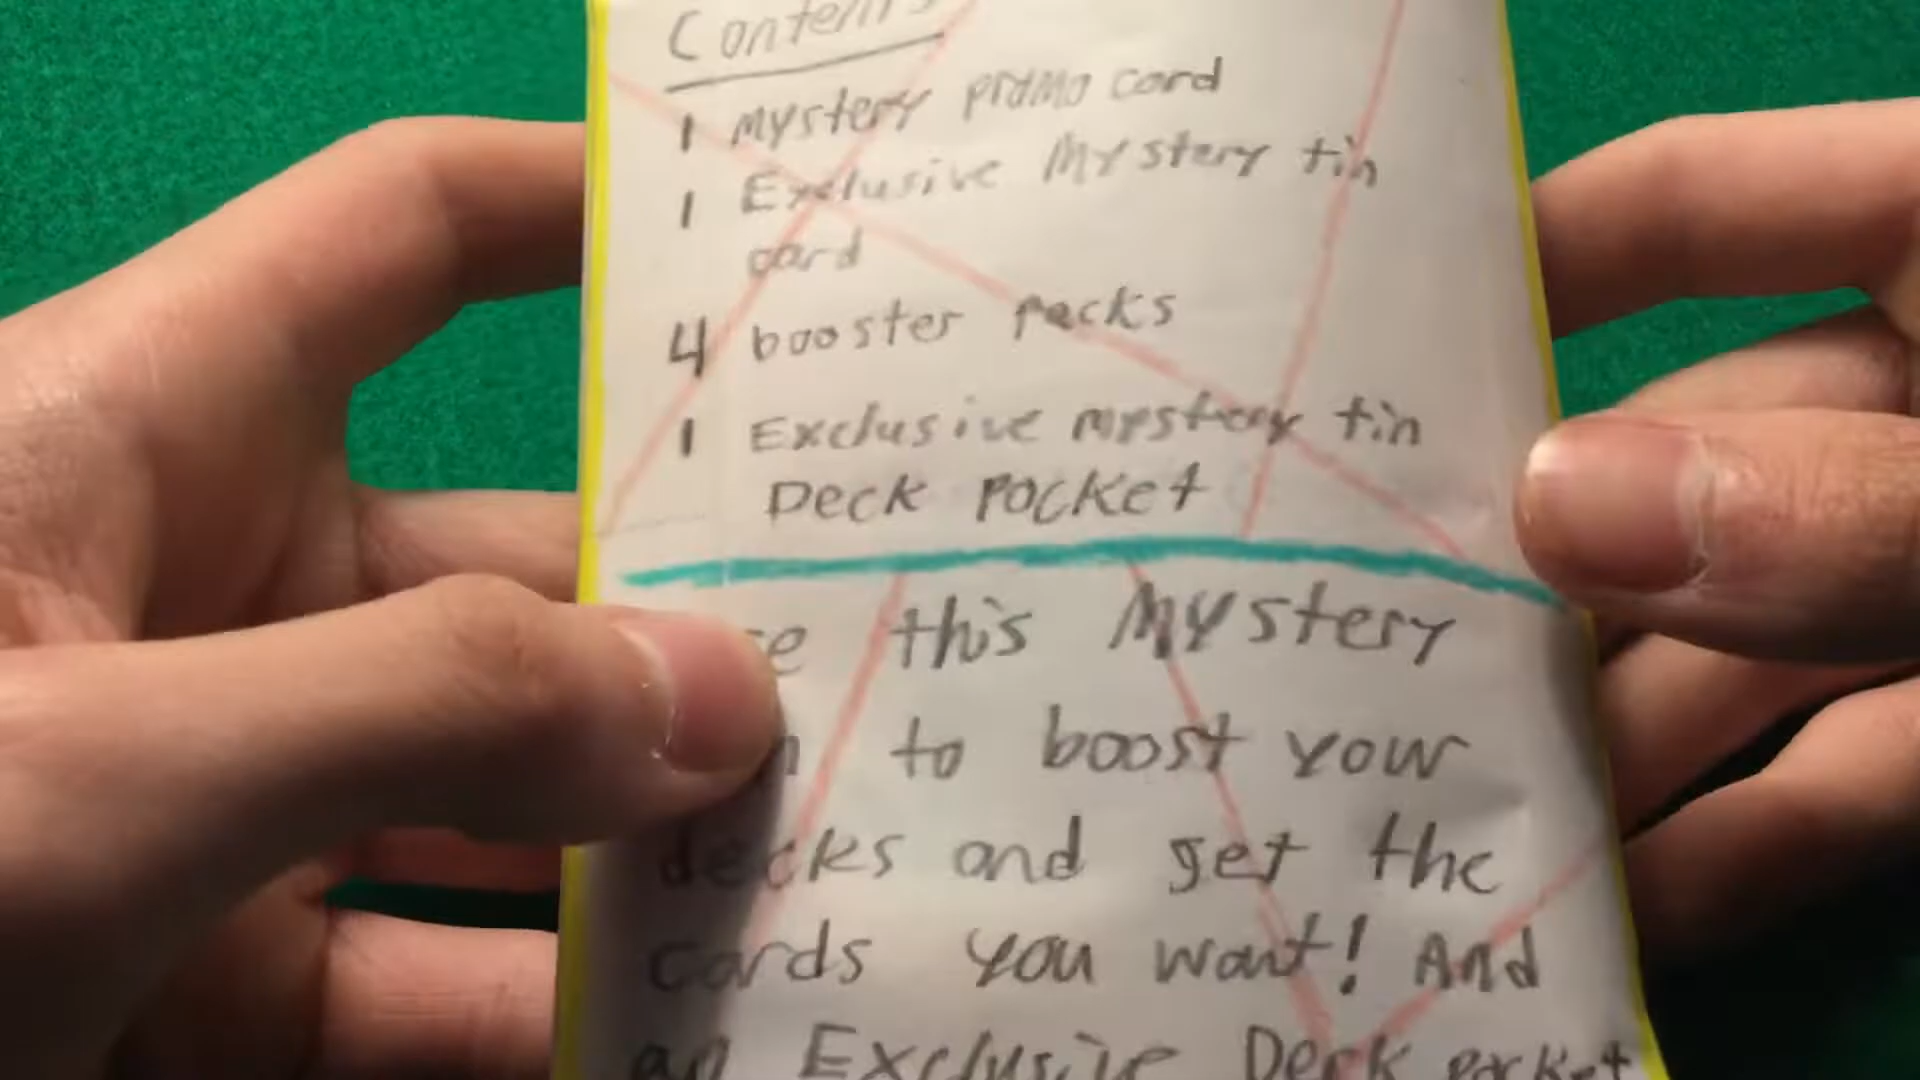 Contents
1 Mystery promo card
1 Exclusive Mystery tin
card
4 booster packs
1 Exclusive mystery tin
Deck Pocket
this Mystery
to boost your
decks and get the
cards you want! And
an Exclusive Deck pocket